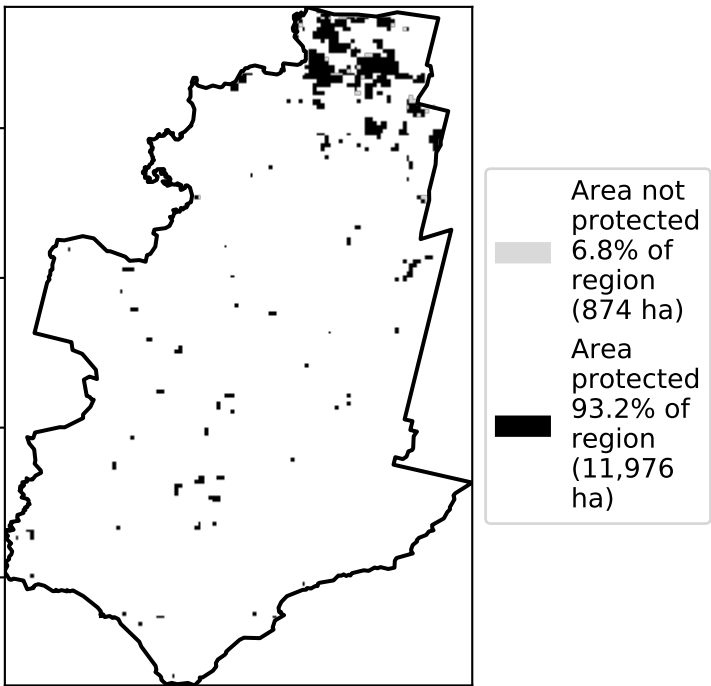 Area not
protected
6.8% of
region
(874 ha)
Area
protected
93.2% of
region
(11,976
ha)